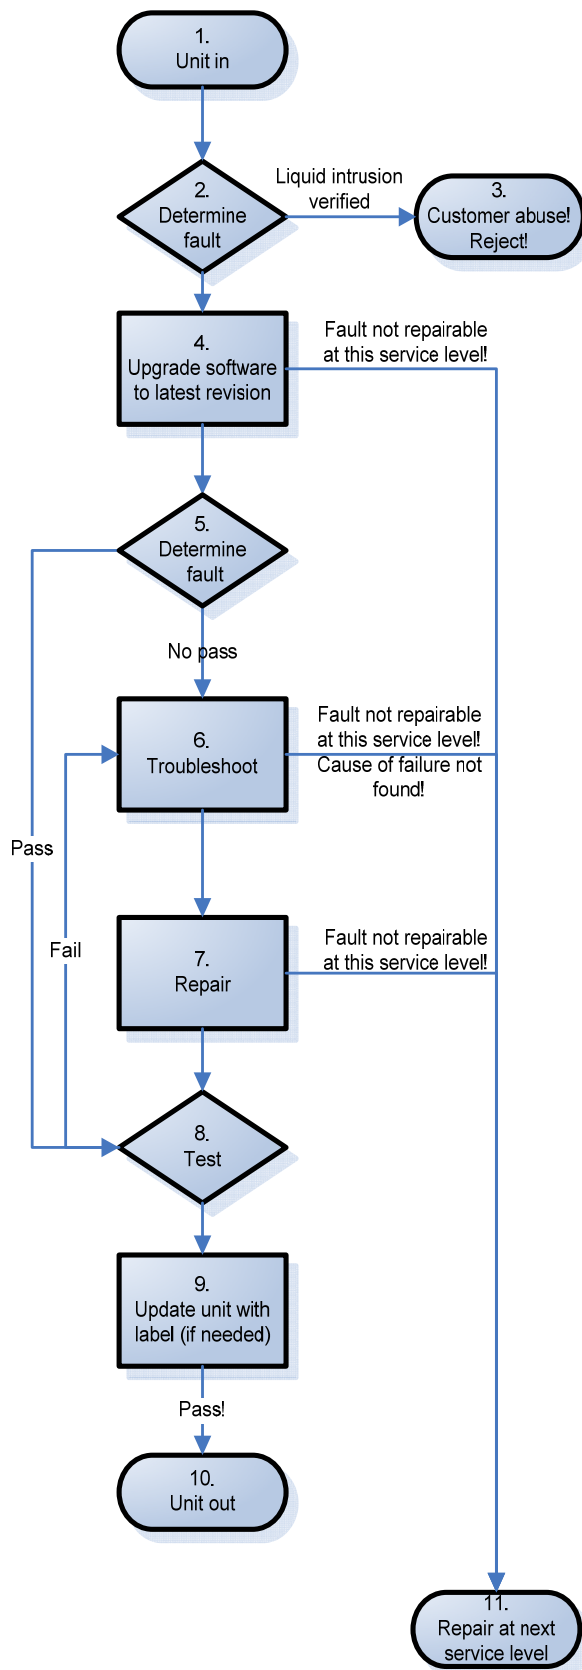 1.
Unit in
2.
Determine
fault
Liquid intrusion
verified
3.
Customer abuse!
Reject!
4.
Upgrade software
to latest revision
Fault not repairable
at this service level!
5.
Determine
fault
No pass
6.
Troubleshoot
Fault not repairable
at this service level!
Cause of failure not
found!
Pass
Fail
7.
Repair
Fault not repairable
at this service level!
8.
Test
9.
Update unit with
label (if needed)
Pass!
10.
Unit out
11.
Repair at next
service level